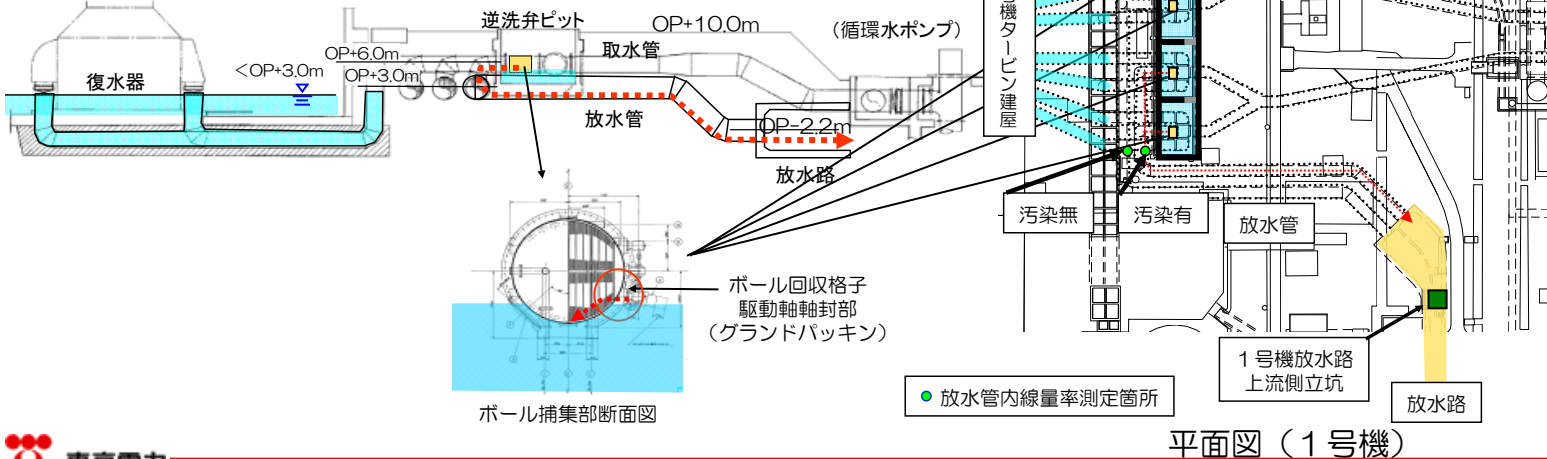 逆洗弁ピット
OP+10.0m
(循環水ポンプ)
OP+6.0m
取水管
<OP+3.0m
OP+3.0m
復水器
放水管
OP-2.2m
放水路
機タービン建屋
汚染無
汚染有
放水管
ボール回収格子
駆動軸軸封部
（グランドパッキン）
１号機放水路
上流側立坑
放水管内線量率測定箇所
放水路
ボール捕集部断面図
平面図（１号機）